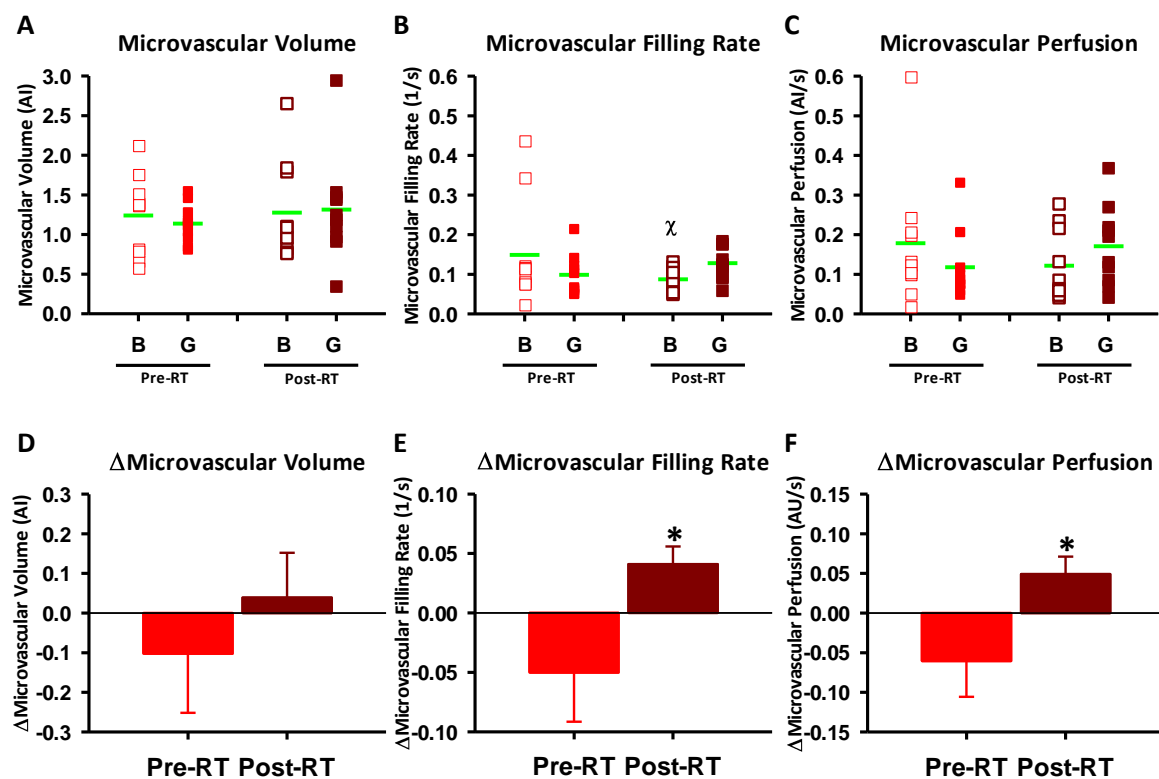 A
Microvascular Volume
Microvascular Volume (AI)
3.0
2.5
2.0
1.5
1.0
0.5
0.0
B G B G
Pre-RT Post-RT
B
Microvascular Filling Rate
Microvascular Filling Rate (1/s)
0.6
0.5
0.4
0.3
0.2
0.1
0.0
χ
B G B G
Pre-RT Post-RT
C
Microvascular Perfusion
Microvascular Perfusion (AI/s)
0.6
0.5
0.4
0.3
0.2
0.1
0.0
B G B G
Pre-RT Post-RT
D
ΔMicrovascular Volume
ΔMicrovascular Volume (AI)
0.3
0.2
0.1
0.0
-0.1
-0.2
-0.3
Pre-RT Post-RT
E
ΔMicrovascular Filling Rate
ΔMicrovascular Filling Rate (1/s)
0.10
0.05
0.00
-0.05
-0.10
*
Pre-RT Post-RT
F
ΔMicrovascular Perfusion
ΔMicrovascular Perfusion (AU/s)
0.15
0.10
0.05
0.00
-0.05
-0.10
-0.15
*
Pre-RT Post-RT